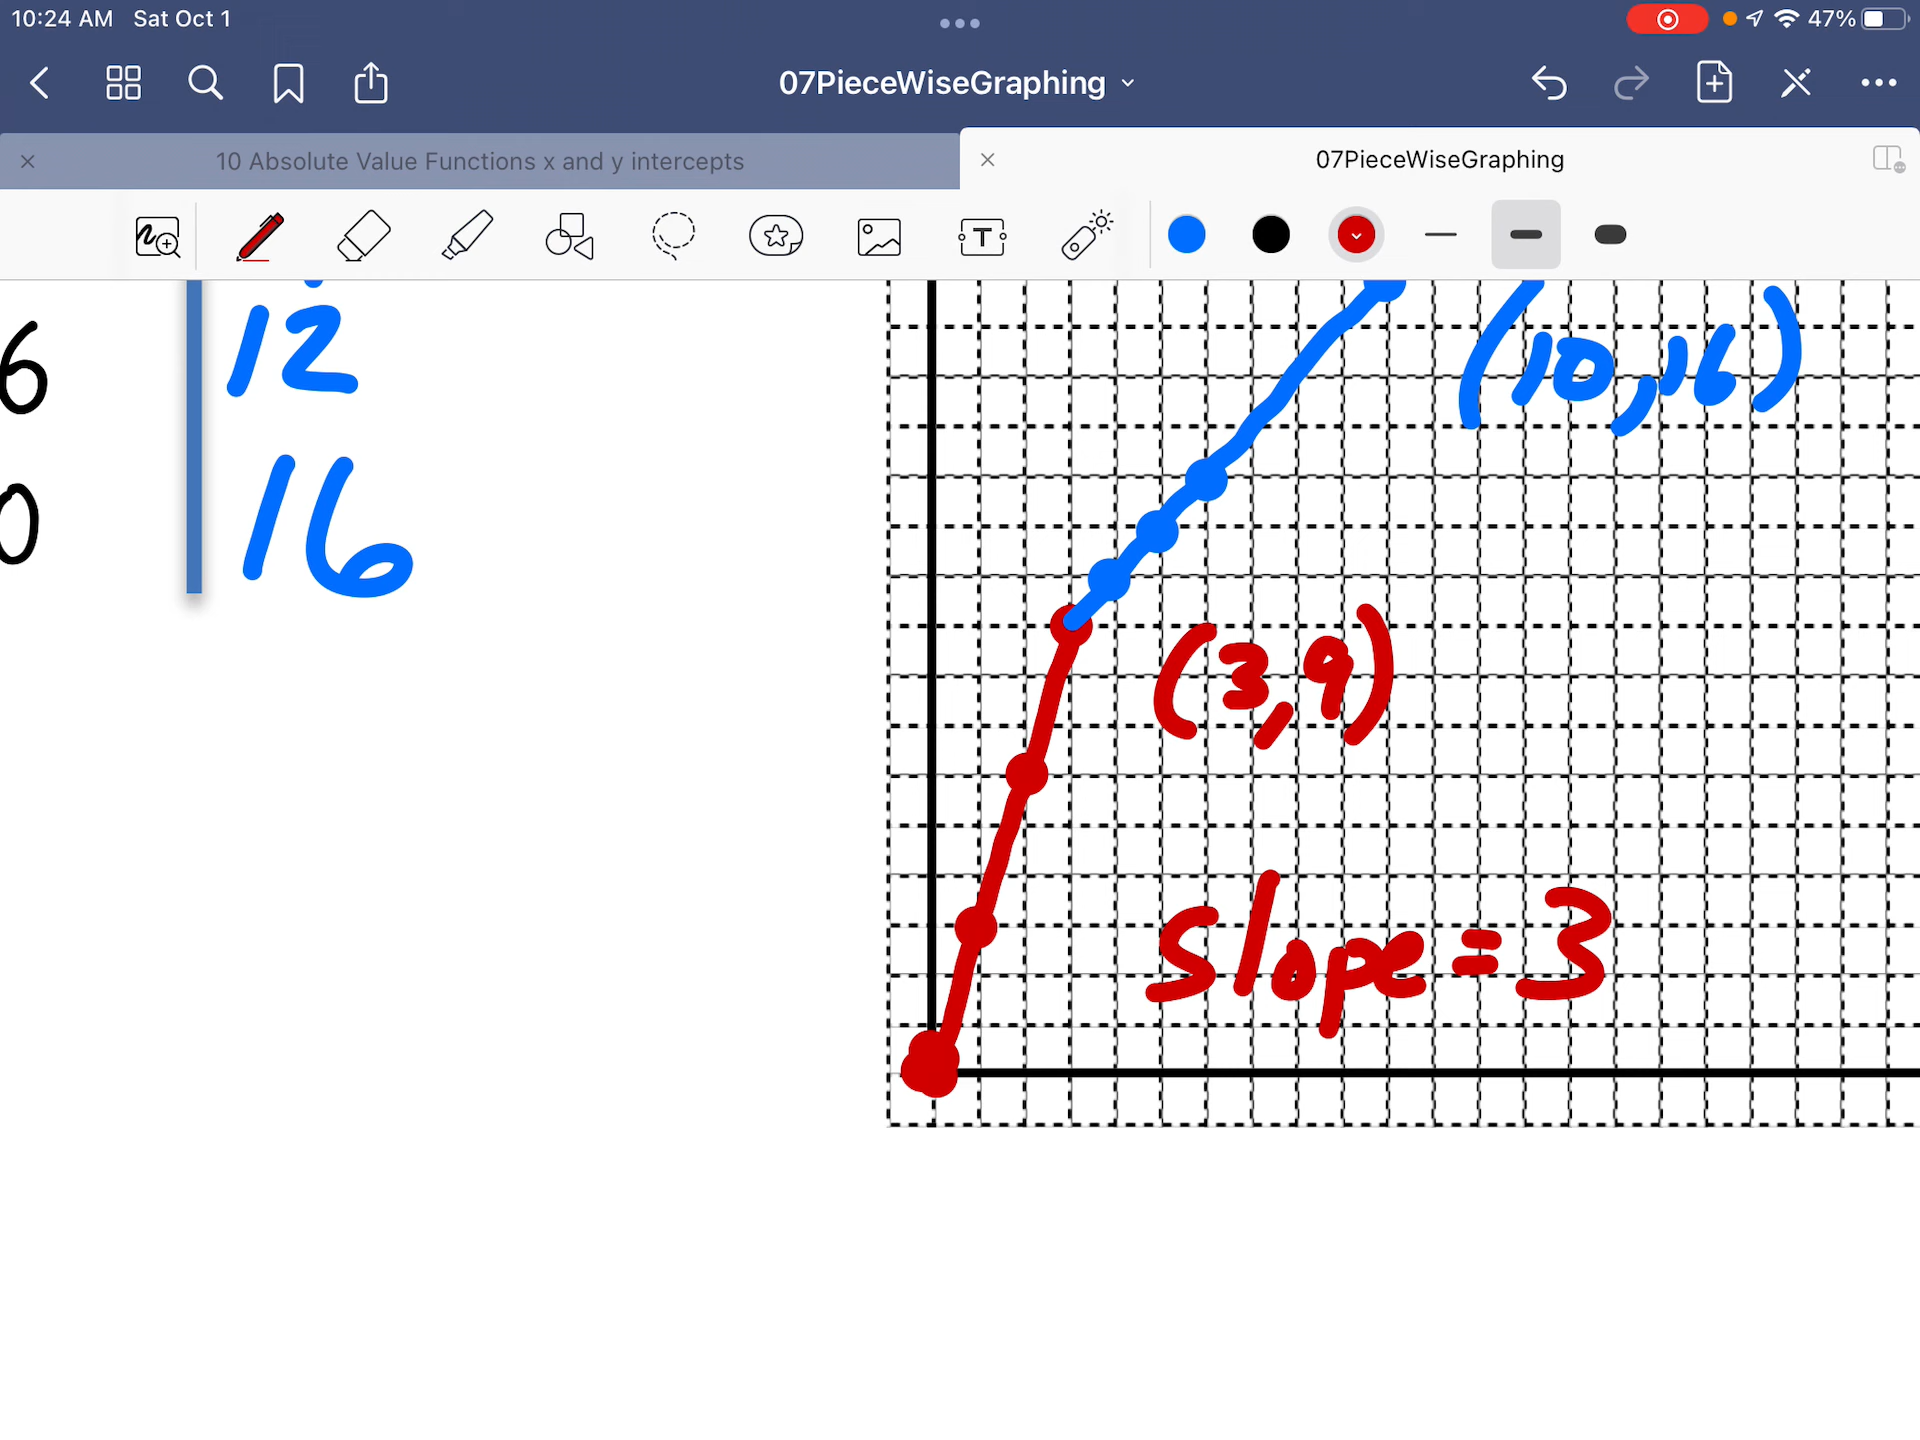 10:24 AM Sat Oct 1
47%
07PieceWiseGraphing
10 Absolute Value Functions x and y intercepts
07PieceWiseGraphing
T
6 12
0 16
(10,16)
(3,9)
Slope = 3